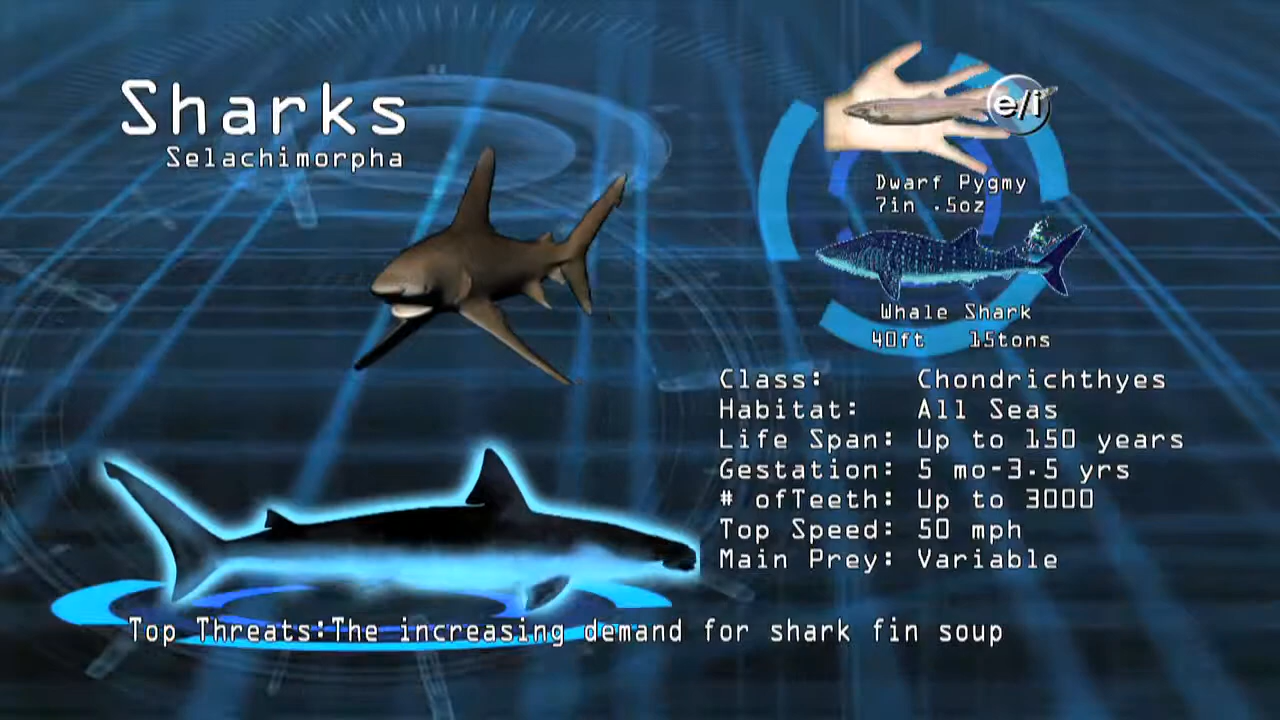 Sharks
Selachimorpha
e/i
Dwarf Pygmy
7in .5oz
Whale Shark
40ft 15tons
Class: Chondrichthyes
Habitat: All Seas
Life Span: Up to 150 years
Gestation: 5 mo-3.5 yrs
# ofTeeth: Up to 3000
Top Speed: 50 mph
Main Prey: Variable
Top Threats:The increasing demand for shark fin soup